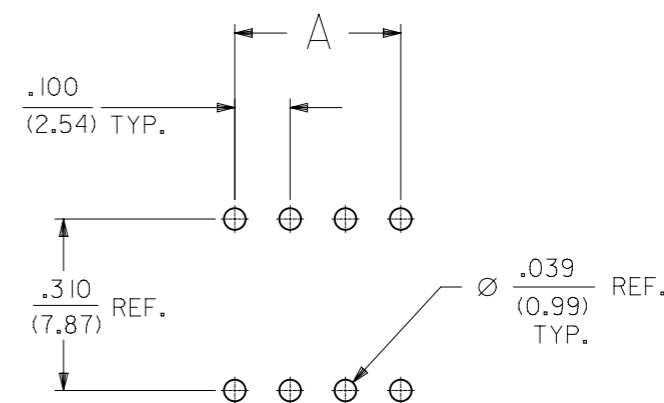 A
.100
(2.54) TYP.
.310
(7.87) REF.
Ø .039
(0.99) REF.
TYP.